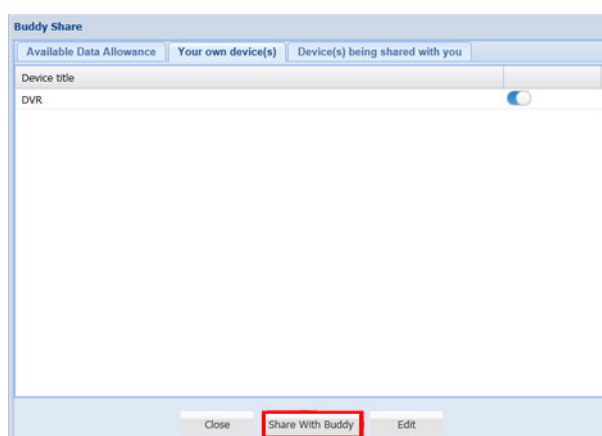 Buddy Share
Available Data Allowance Your own device(s) Device(s) being shared with you
Device title
DVR
Close Share With Buddy Edit